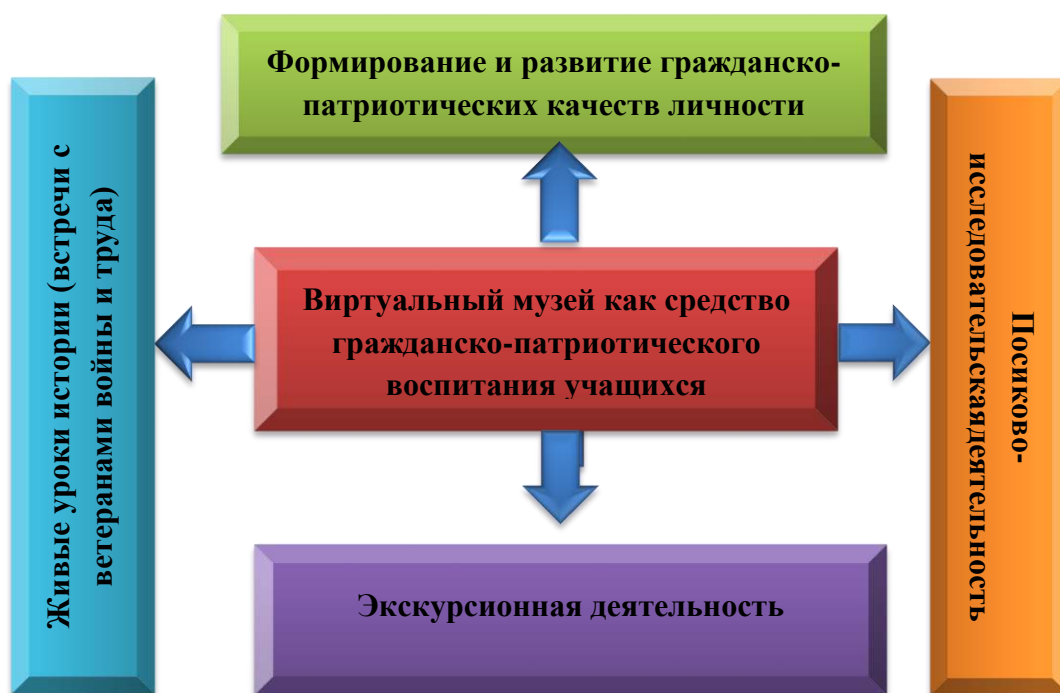 Формирование и развитие гражданско-
патриотических качеств личности
Живые уроки истории (встречи с
ветеранами войны и труда)
Виртуальный музей как средство
гражданско-патриотического
воспитания учащихся
Посиково-
исследовательскаядеятельность
Экскурсионная деятельность